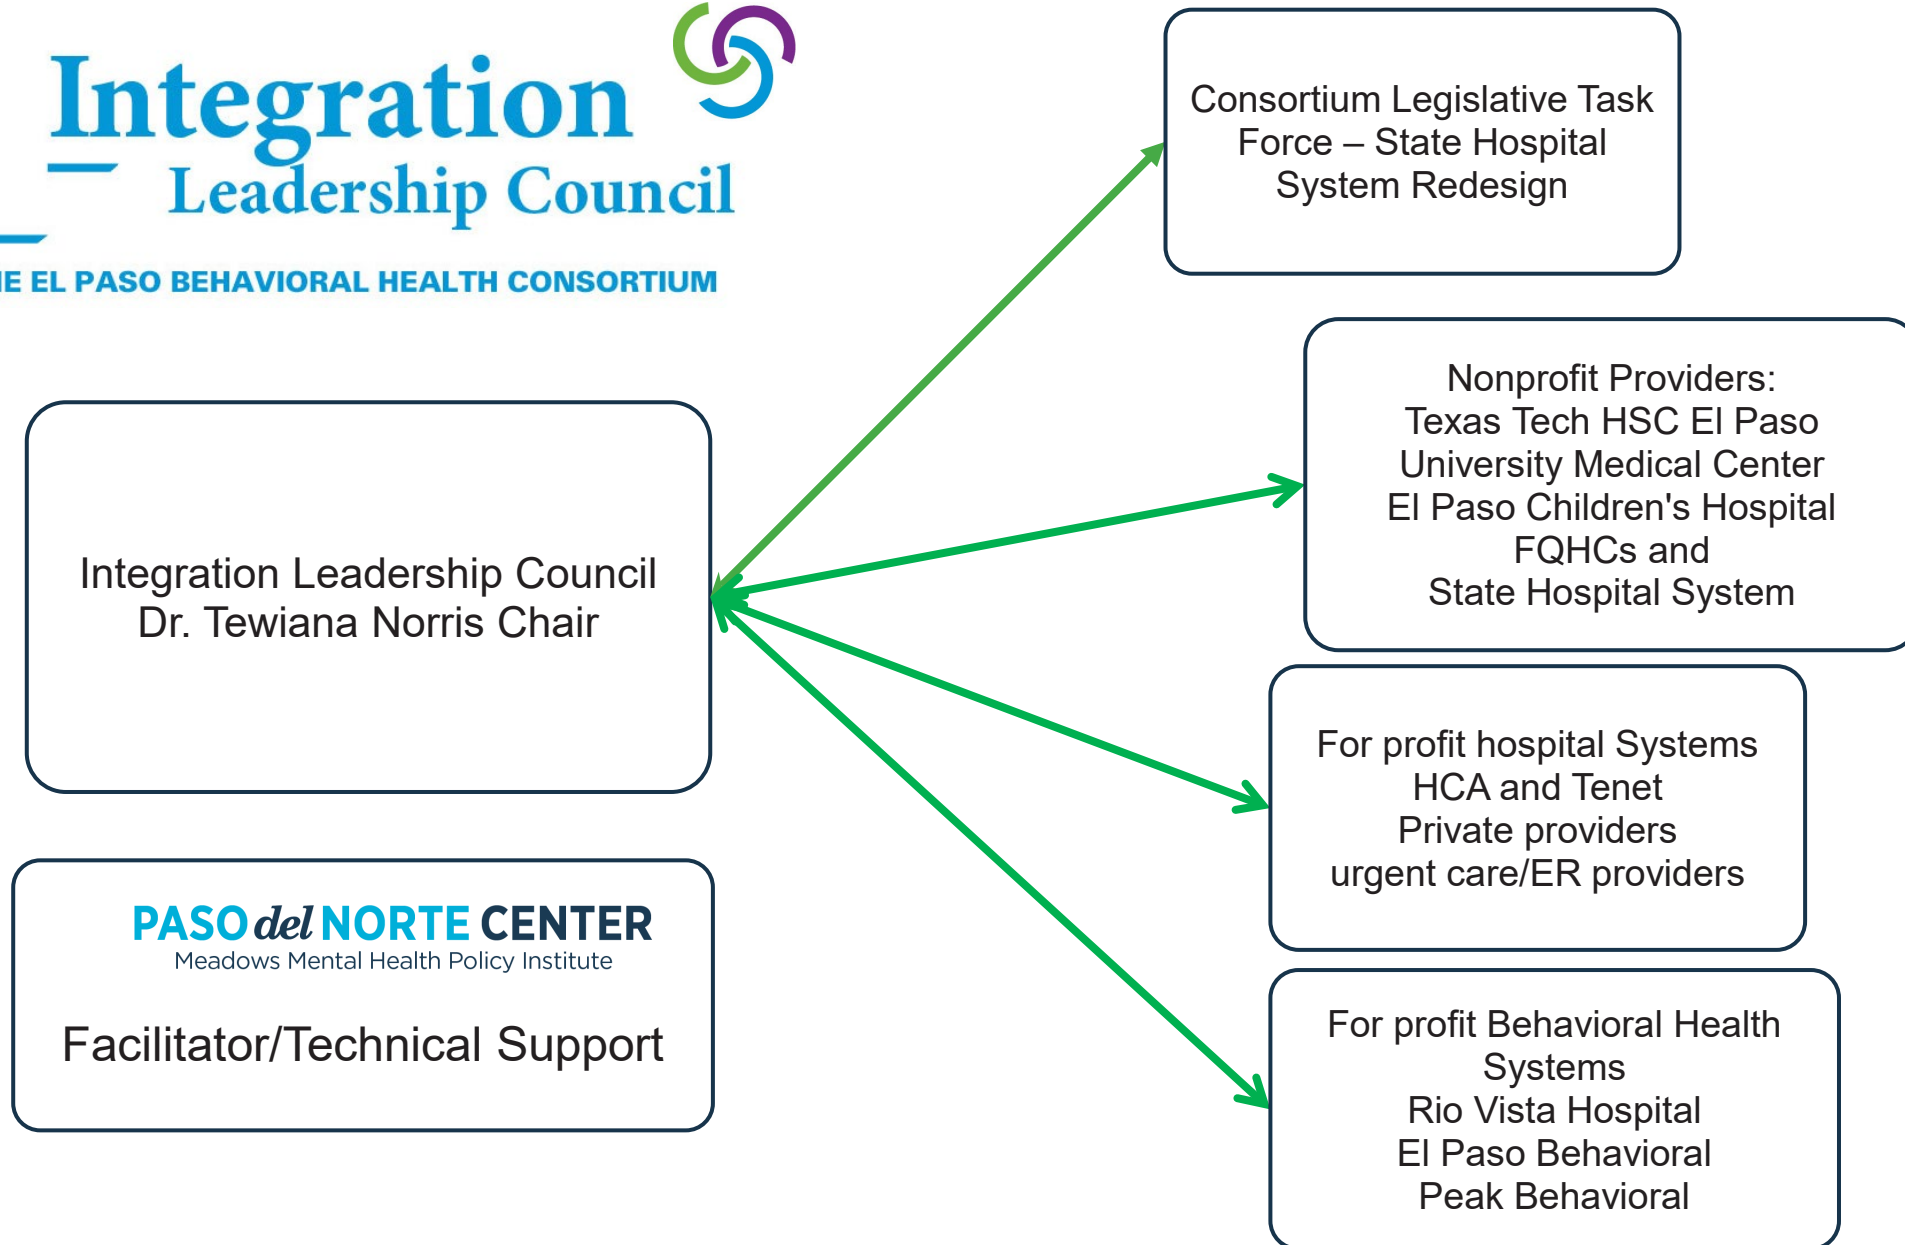 Integration
Leadership Council
EL PASO BEHAVIORAL HEALTH CONSORTIUM
Consortium Legislative Task
Force – State Hospital
System Redesign
Nonprofit Providers:
Texas Tech HSC El Paso
University Medical Center
El Paso Children's Hospital
FQHCs and
State Hospital System
Integration Leadership Council
Dr. Tewiana Norris Chair
For profit hospital Systems
HCA and Tenet
Private providers
urgent care/ER providers
PASO del NORTE CENTER
Meadows Mental Health Policy Institute
Facilitator/Technical Support
For profit Behavioral Health
Systems
Rio Vista Hospital
El Paso Behavioral
Peak Behavioral